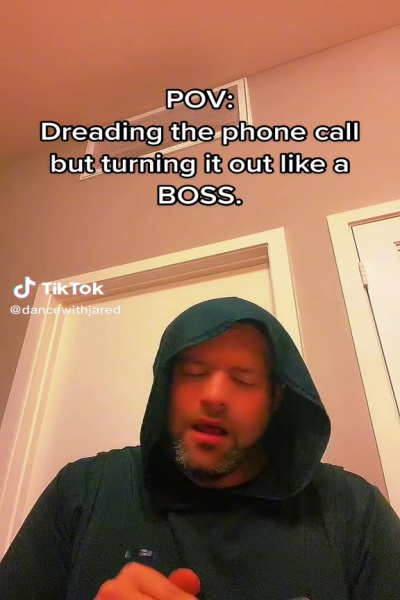 POV:
Dreading the phone call
but turning it out like a
BOSS.
TikTok
@dancewithjared